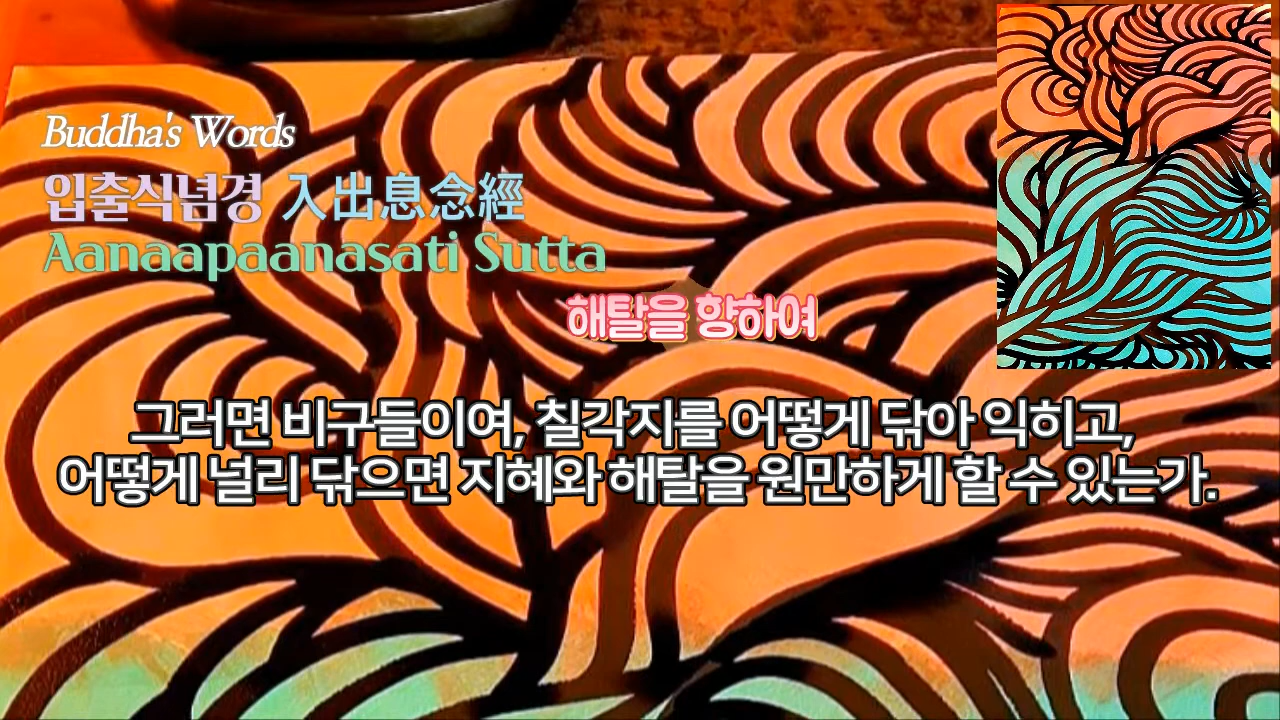 Buddha's Words
입출식념경 入出息念經
Aanaapaanasati Sutta
해탈을 향하여
그러면 비구들이여, 칠각지를 어떻게 닦아 익히고,
어떻게 널리 닦으면 지혜와 해탈을 원만하게 할 수 있는가.